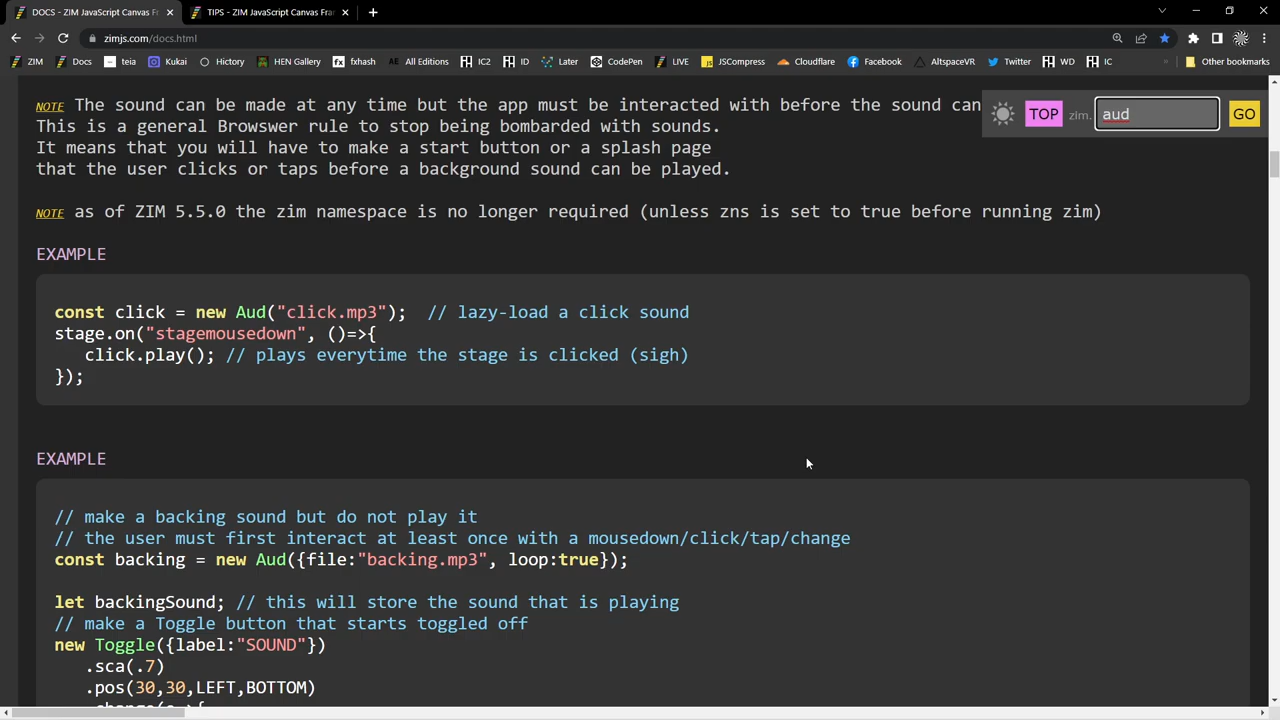 DOCS - ZIM JavaScript Canvas Fr
TIPS - ZIM JavaScript Canvas Fra
zimjs.com/docs.html
ZIM
Docs
teia
Kukai
Hictory
HEN Gallery
fxhash
All Editions
IC2
ID
Later
CodePen
LIVE
JSCompress
Cloudflare
Facebook
AltspaceVR
Twitter
WD
IC
Other bookmarks
TOP zim. aud GO
NOTE The sound can be made at any time but the app must be interacted with before the sound can
This is a general Browswer rule to stop being bombarded with sounds.
It means that you will have to make a start button or a splash page
that the user clicks or taps before a background sound can be played.
NOTE as of ZIM 5.5.0 the zim namespace is no longer required (unless zns is set to true before running zim)
EXAMPLE
const click = new Aud("click.mp3");  // lazy-load a click sound
stage.on("stagemousedown", ()=>{
   click.play(); // plays everytime the stage is clicked (sigh)
});
EXAMPLE
// make a backing sound but do not play it
// the user must first interact at least once with a mousedown/click/tap/change
const backing = new Aud({file:"backing.mp3", loop:true});
let backingSound; // this will store the sound that is playing
// make a Toggle button that starts toggled off
new Toggle({label:"SOUND"})
   .sca(.7)
   .pos(30,30,LEFT,BOTTOM)